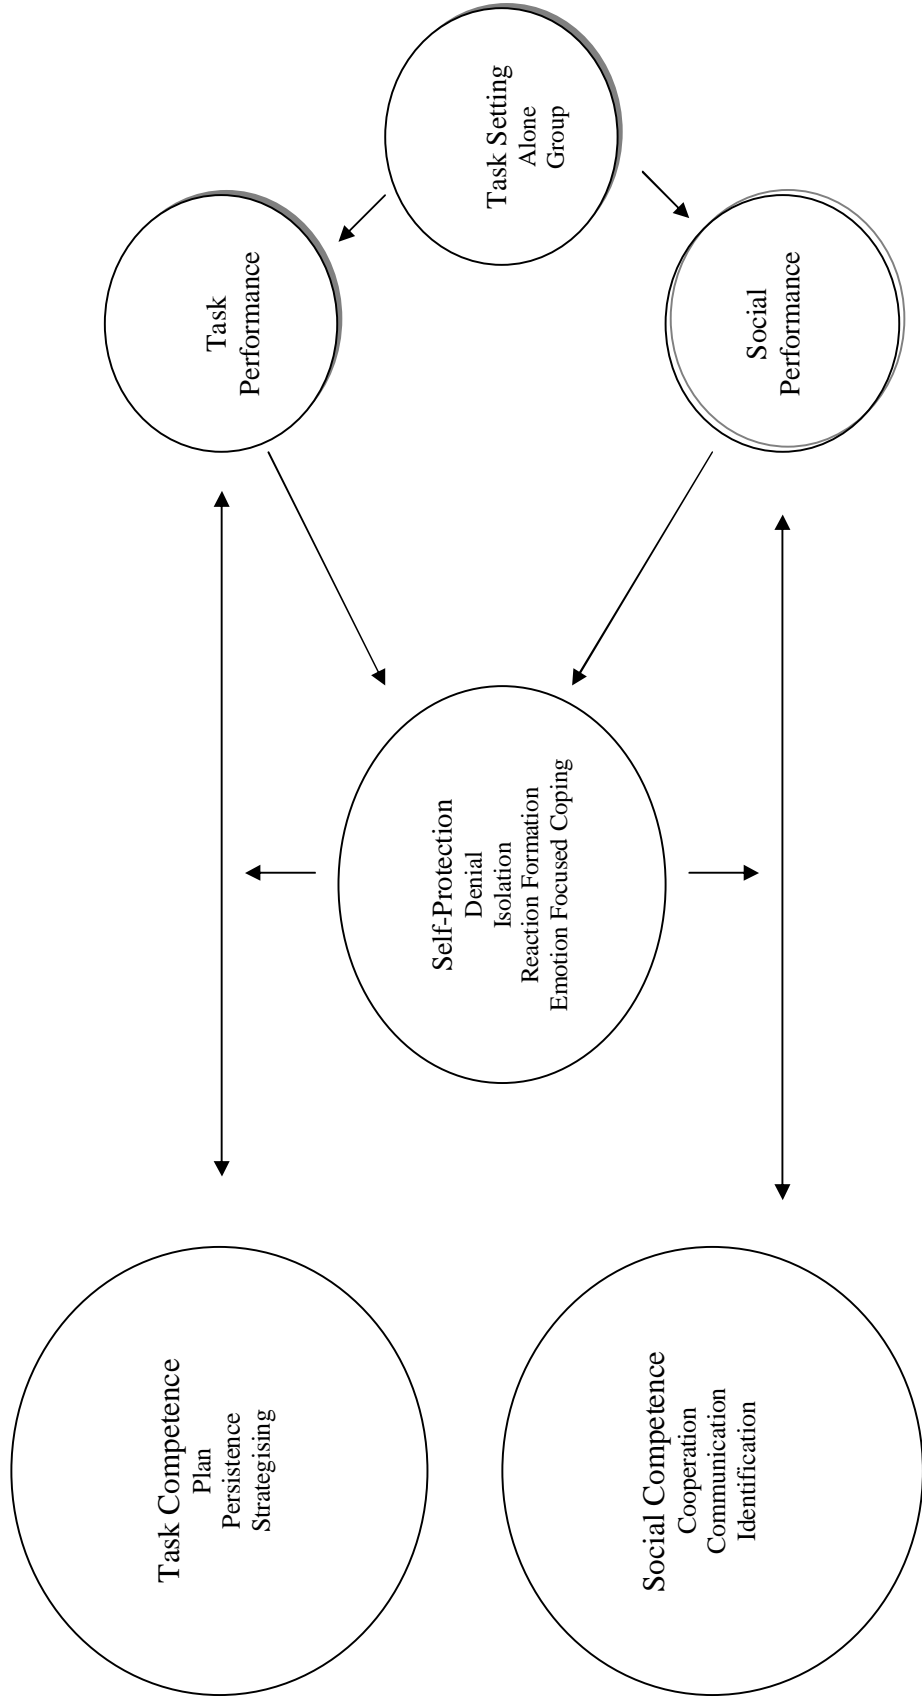 Task Competence
Plan
Persistence
Strategising
Task
Performance
Self-Protection
Denial
Isolation
Reaction Formation
Emotion Focused Coping
Task Setting
Alone
Group
Social Competence
Cooperation
Communication
Identification
Social
Performance